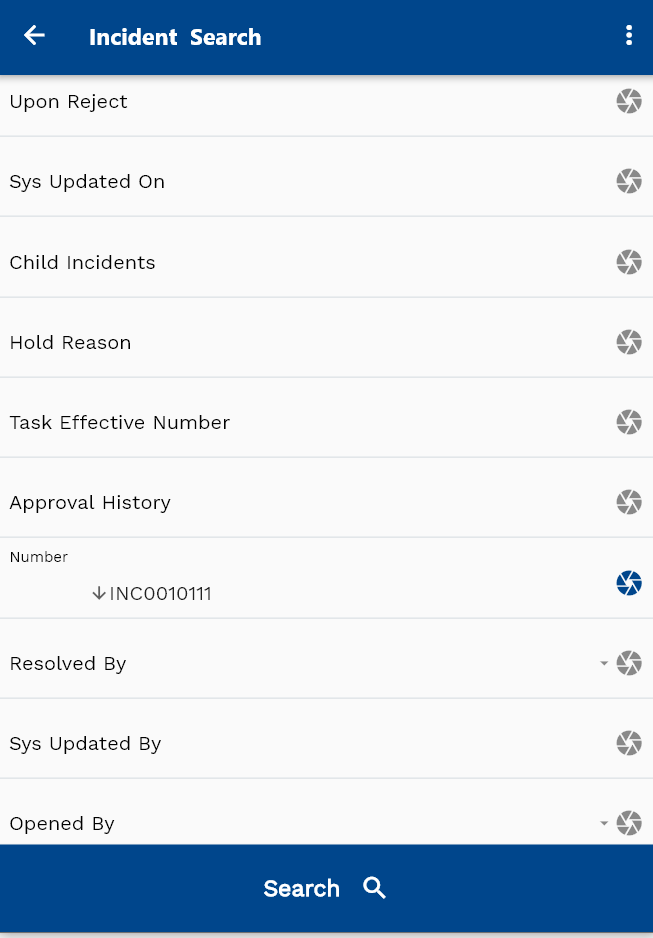 Incident Search
Upon Reject
Sys Updated On
Child Incidents
Hold Reason
Task Effective Number
Approval History
Number
INC0010111
Resolved By
Sys Updated By
Opened By
Search